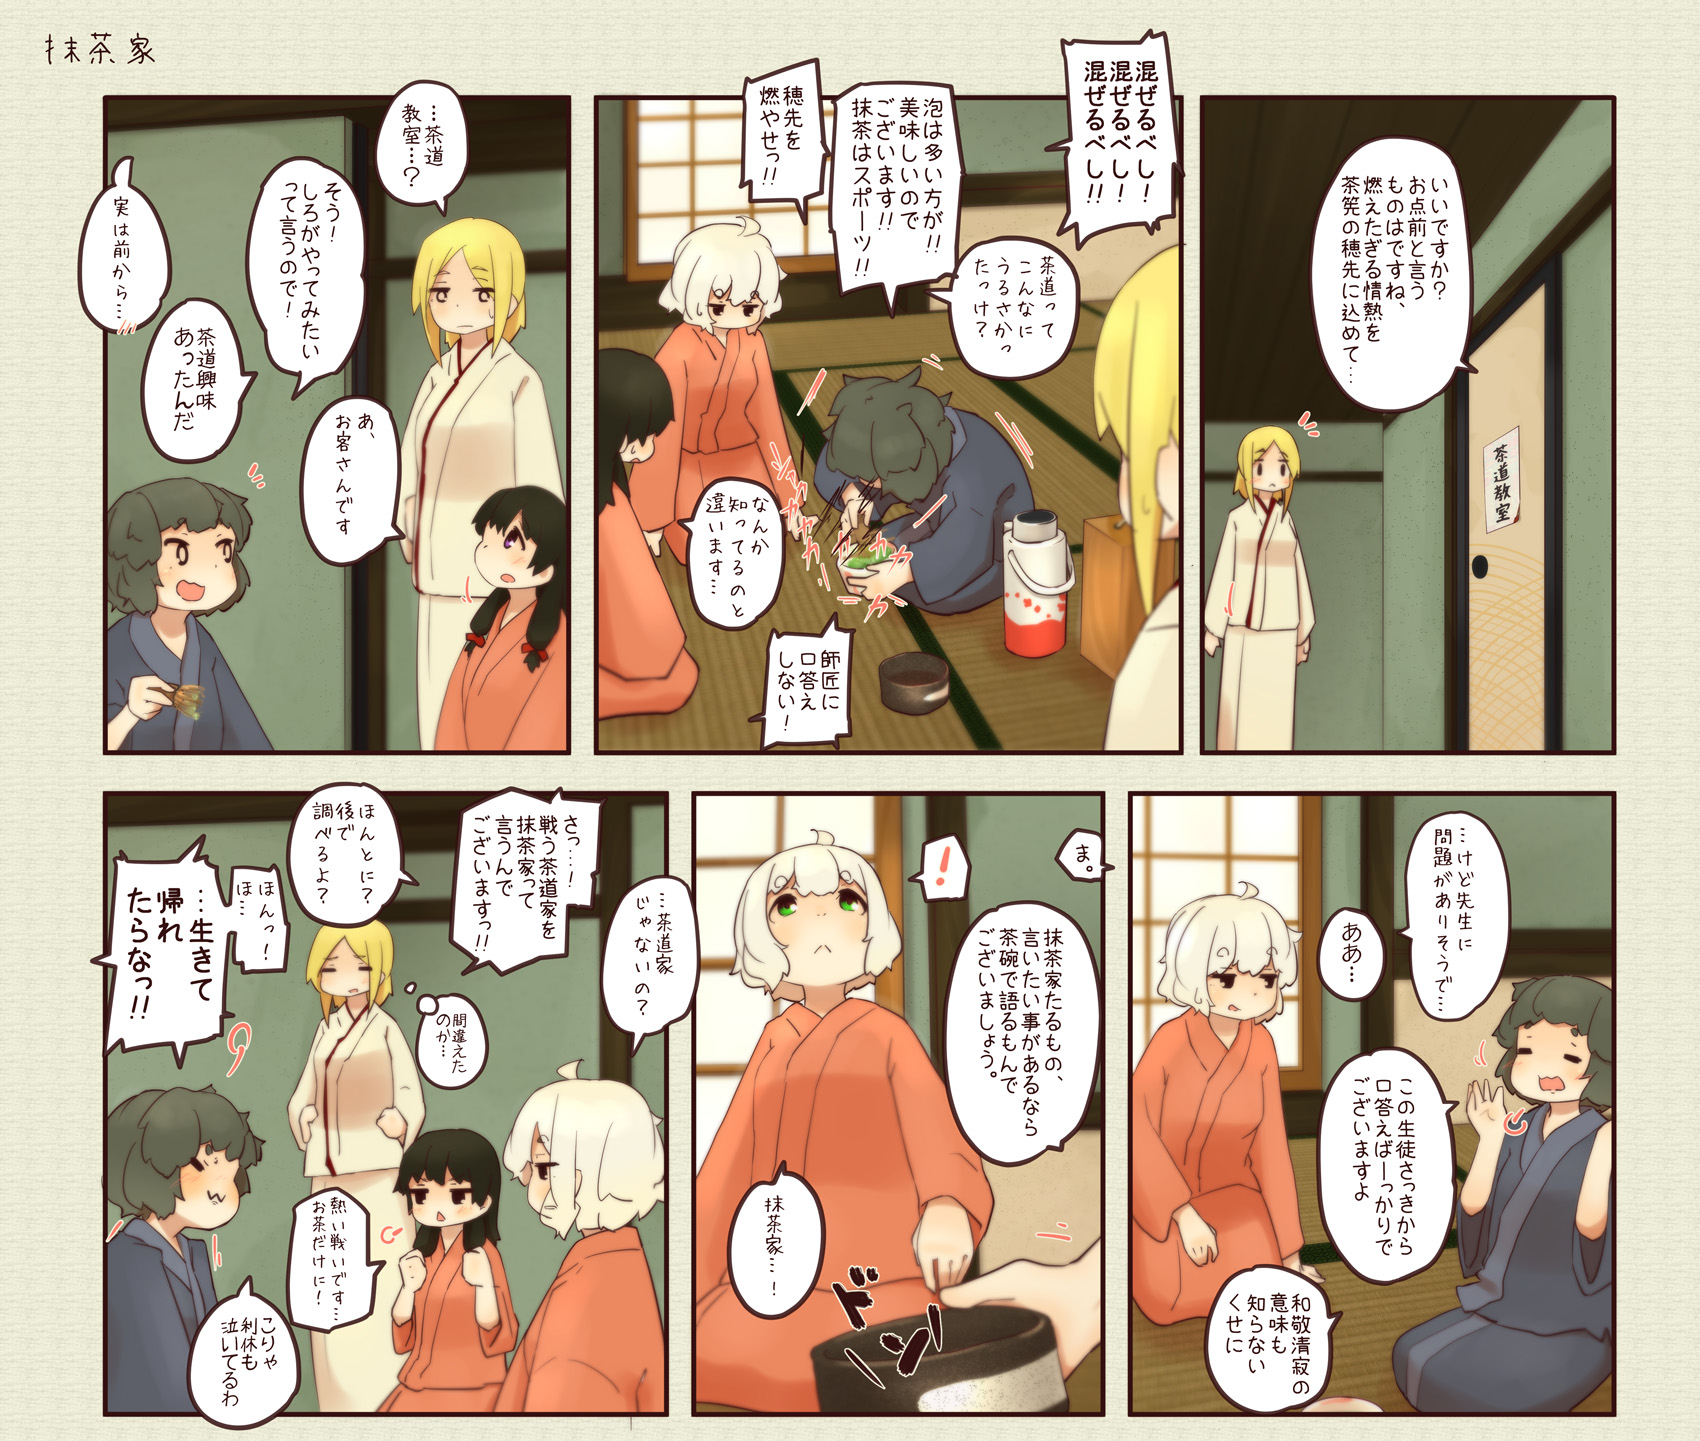 抹茶家
いいですか？
お点前と言う
ものはですね、
燃えたぎる情熱を
茶筅の穂先に込めて…
茶道教室
混ぜるべし！
混ぜるべし！
混ぜるべし!!
茶道って
こんなに
うるさかっ
たっけ？
泡は多い方が!!
美味しいので
ございます!!
抹茶はスポーツ!!
穂先を
燃やせっ!!
なんか
知ってるのと
違います…
カカカカカ
師匠に
口答え
しない！
…茶道
教室…？
そう！
しろがやってみたい
って言うので！
あ、
お客さんです
茶道興味
あったんだ
実は前から…
…けど先生に
問題がありそうで…
ああ…
この生徒さっきから
口答えばーっかりで
ございますよ
和敬清寂の
意味も
知らない
くせに
ま。
！
抹茶家たるもの、
言いたい事があるなら
茶碗で語るもんで
ございましょう。
抹茶家…！
ドンッ
…茶道家
じゃないの？
さっ…！
戦う茶道家を
抹茶家って
言うんで
ございますっ!!
間違えた
のか…
ほんとに？
後で
調べるよ？
ほんっ！
ほ…
…生きて
帰れ
たらなっ!!
熱い戦いです…
お茶だけに！
こりゃ
利休も
泣いてるわ